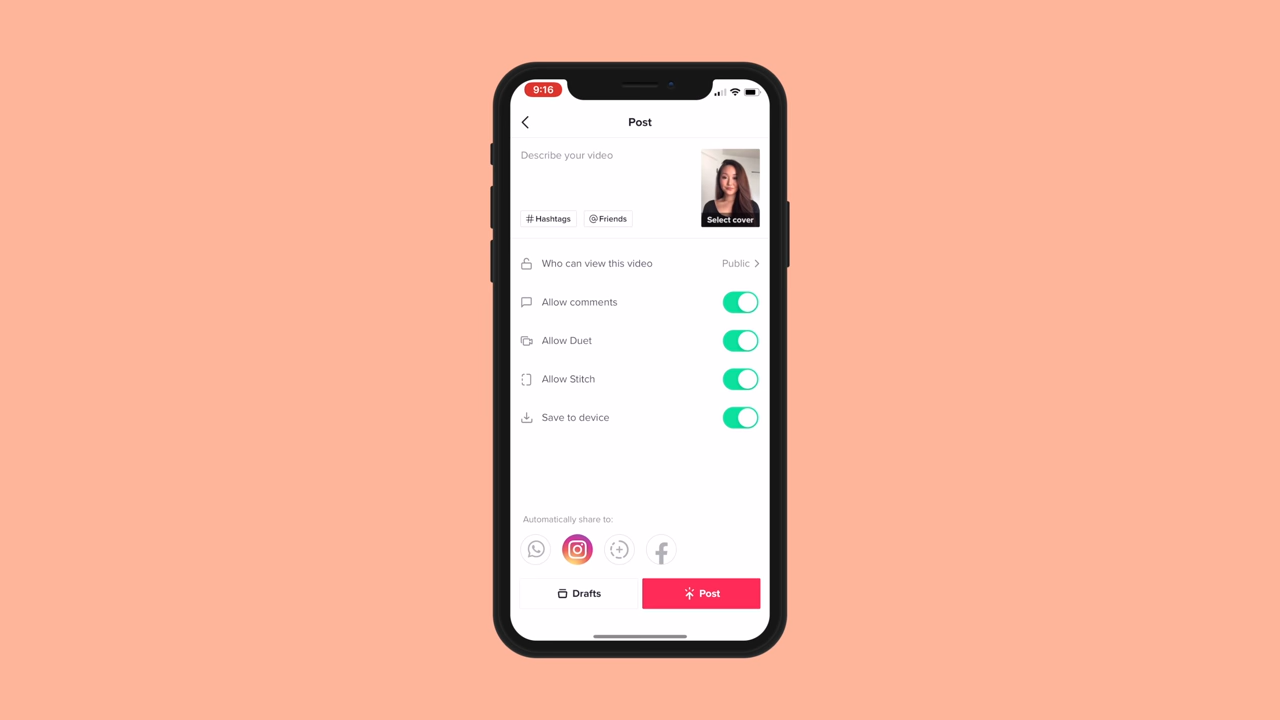 9:16
Post
Describe your video
# Hashtags @ Friends
Select cover
Who can view this video Public
Allow comments
Allow Duet
Allow Stitch
Save to device
Automatically share to:
Drafts Post